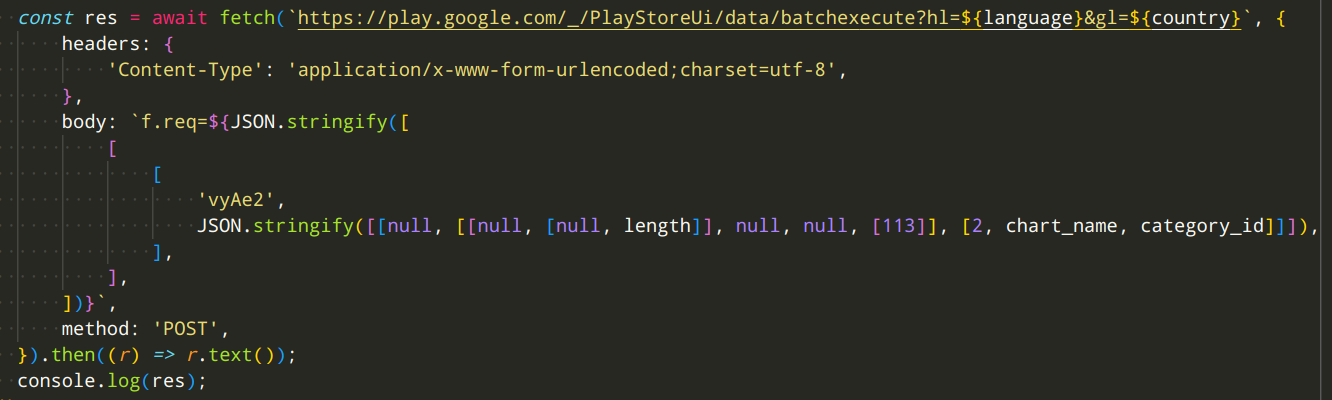 const res = await fetch(`https://play.google.com/_/PlayStoreUi/data/batchexecute?hl=${language}&gl=${country}`, {
headers: {
'Content-Type': 'application/x-www-form-urlencoded;charset=utf-8',
},
body: `f.req=${JSON.stringify([
[
[
'vyAe2',
JSON.stringify([[null, [[null, [null, length]], null, null, [113]], [2, chart_name, category_id]]]),
],
],
])}`,
method: 'POST',
}).then((r) => r.text());
console.log(res);